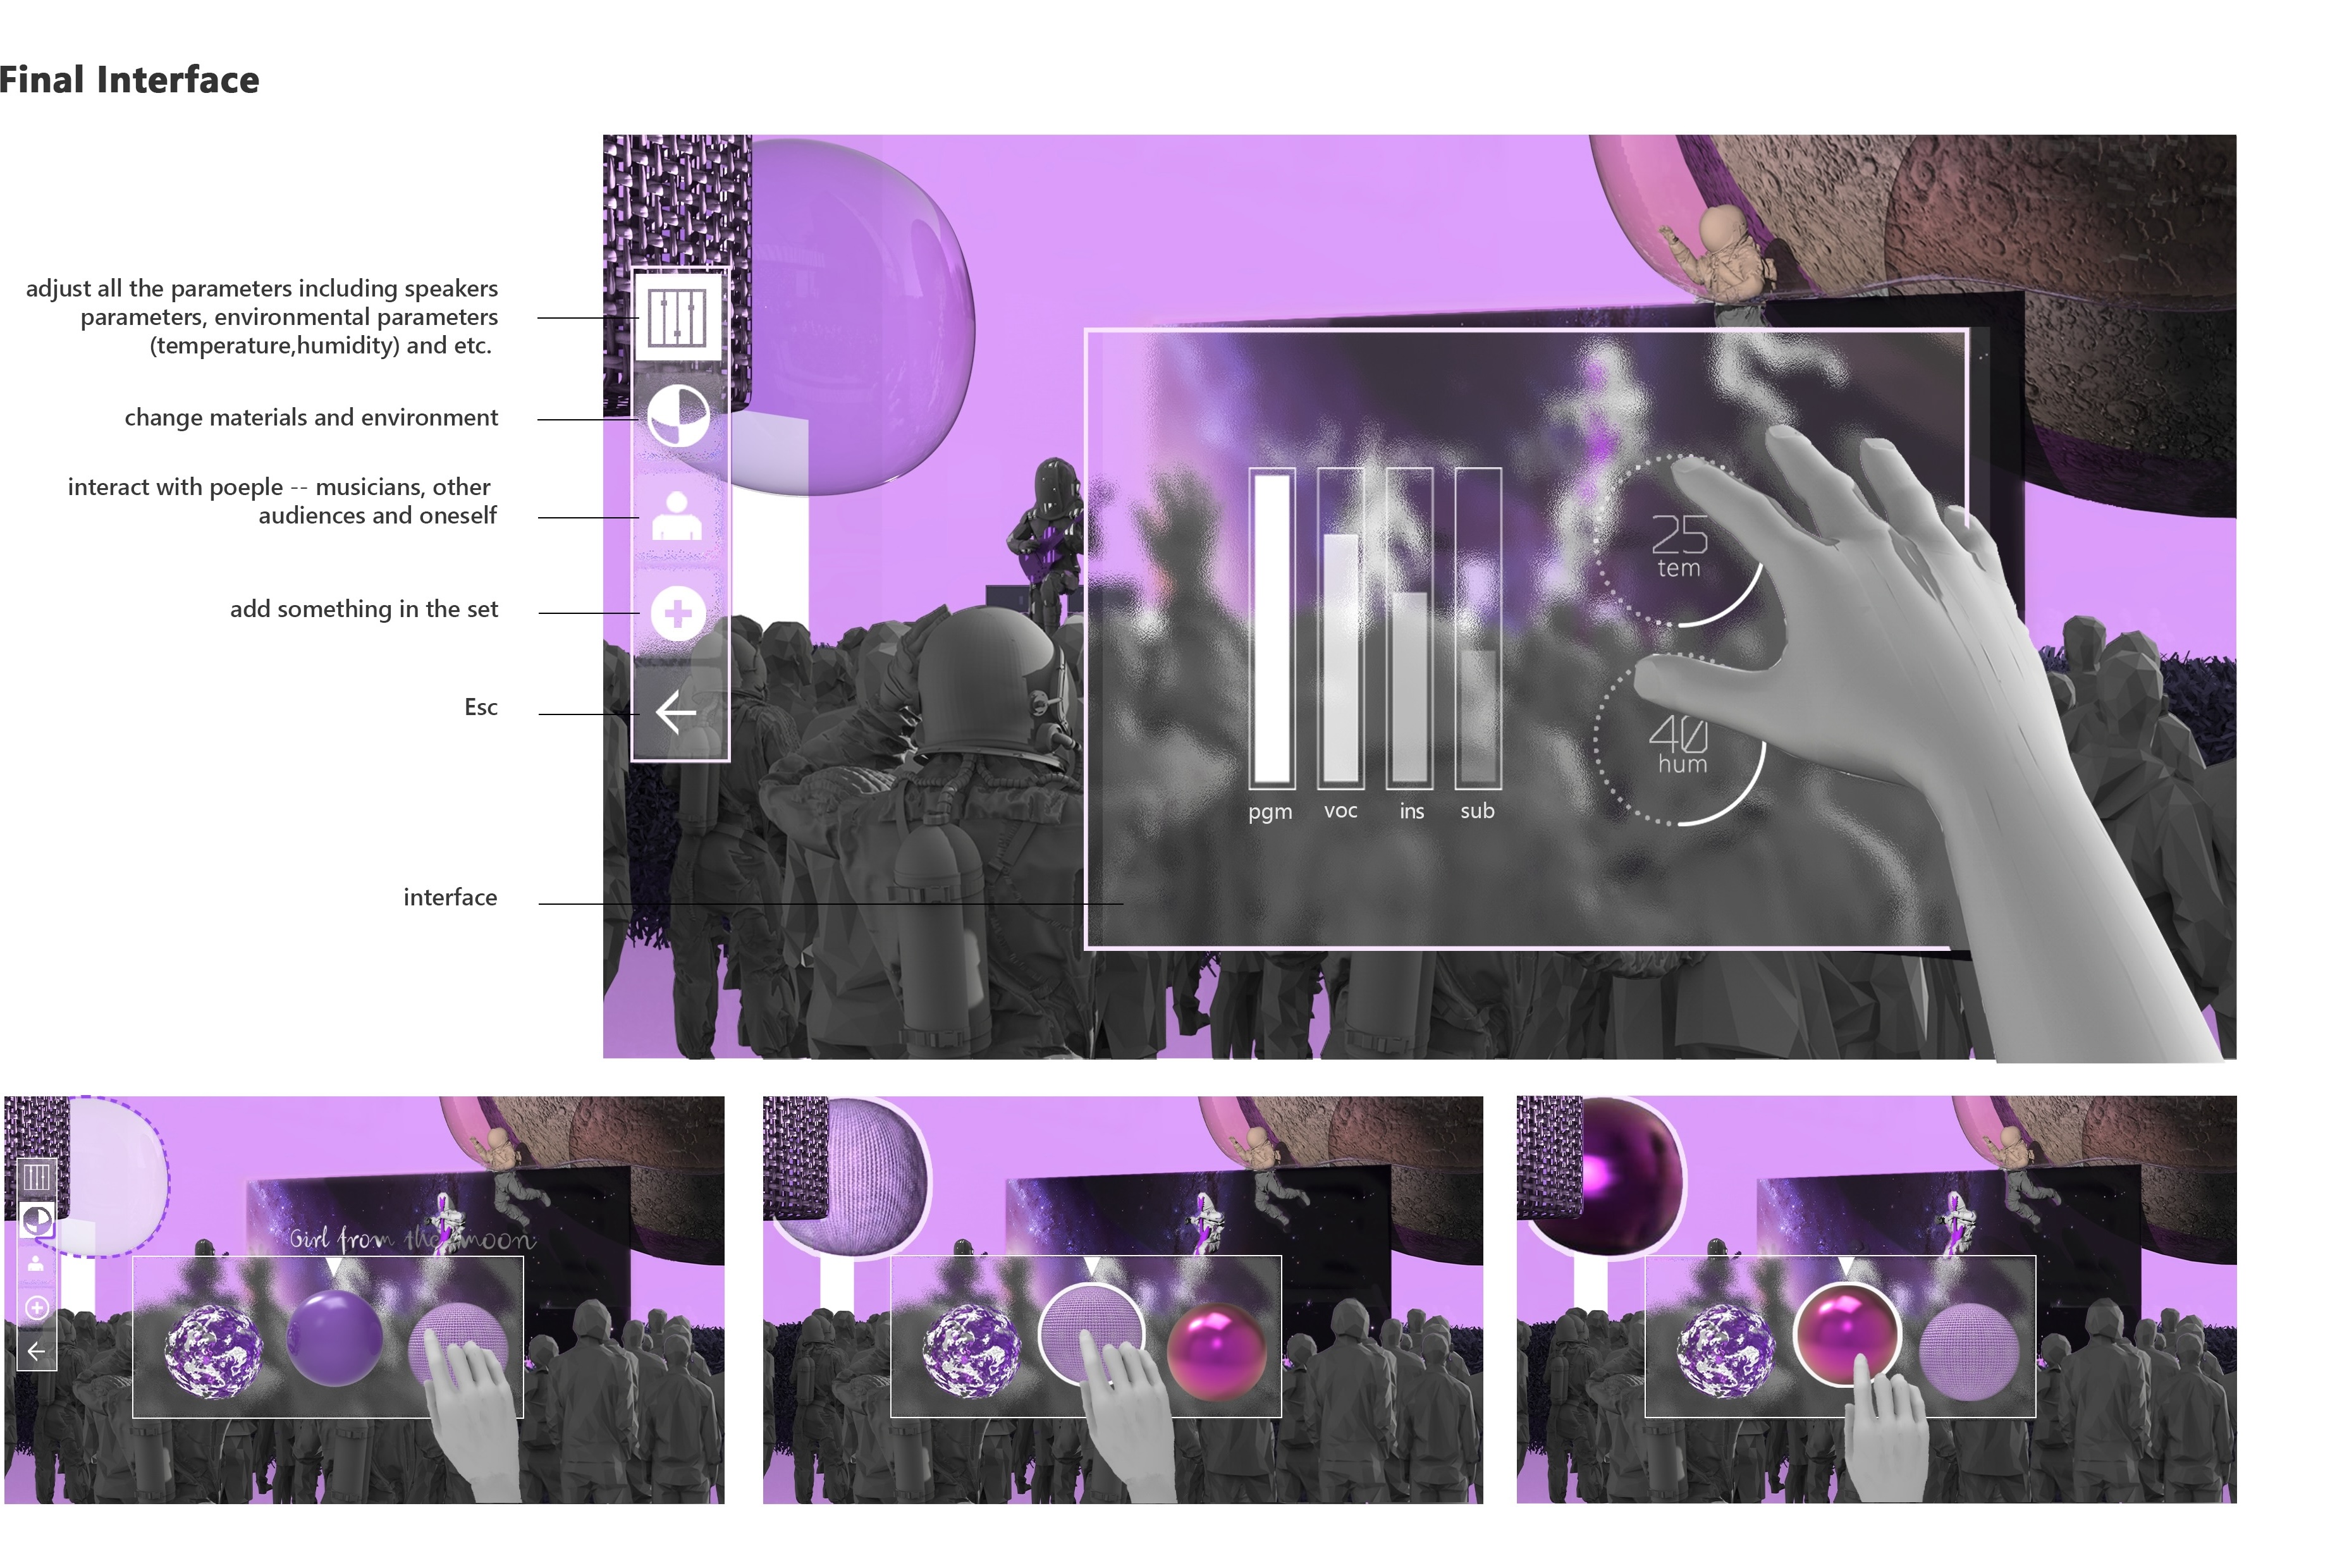 Final Interface
adjust all the parameters including speakers
parameters, environmental parameters
(temperature,humidity) and etc.
change materials and environment
interact with poeple -- musicians, other
audiences and oneself
add something in the set
Esc
interface
25
tem
40
hum
pgm voc ins sub
Girl from the moon